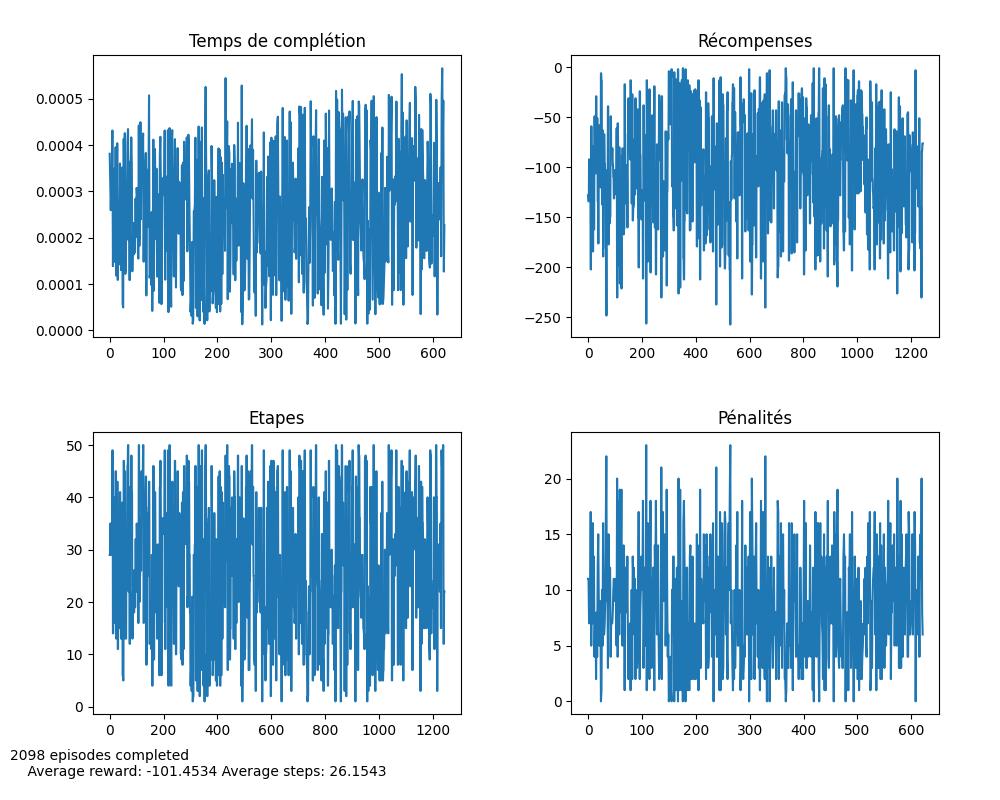 Temps de complétion
0.0005
0.0004
0.0003
0.0002
0.0001
0.0000
0 100 200 300 400 500 600
Récompenses
0
−50
−100
−150
−200
−250
0 200 400 600 800 1000 1200
Etapes
50
40
30
20
10
0
0 200 400 600 800 1000 1200
Pénalités
20
15
10
5
0
0 100 200 300 400 500 600
2098 episodes completed
Average reward: -101.4534 Average steps: 26.1543